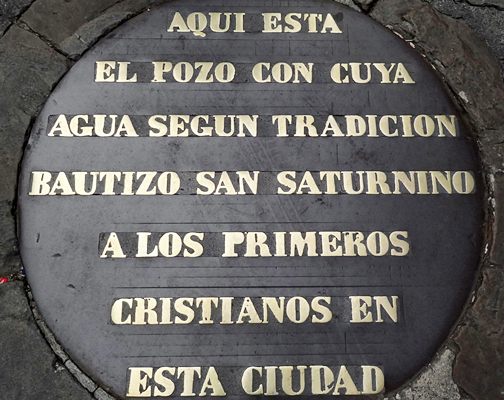 AQUI ESTA
EL POZO CON CUYA
AGUA SEGUN TRADICION
BAUTIZO SAN SATURNINO
A LOS PRIMEROS
CRISTIANOS EN
ESTA CIUDAD